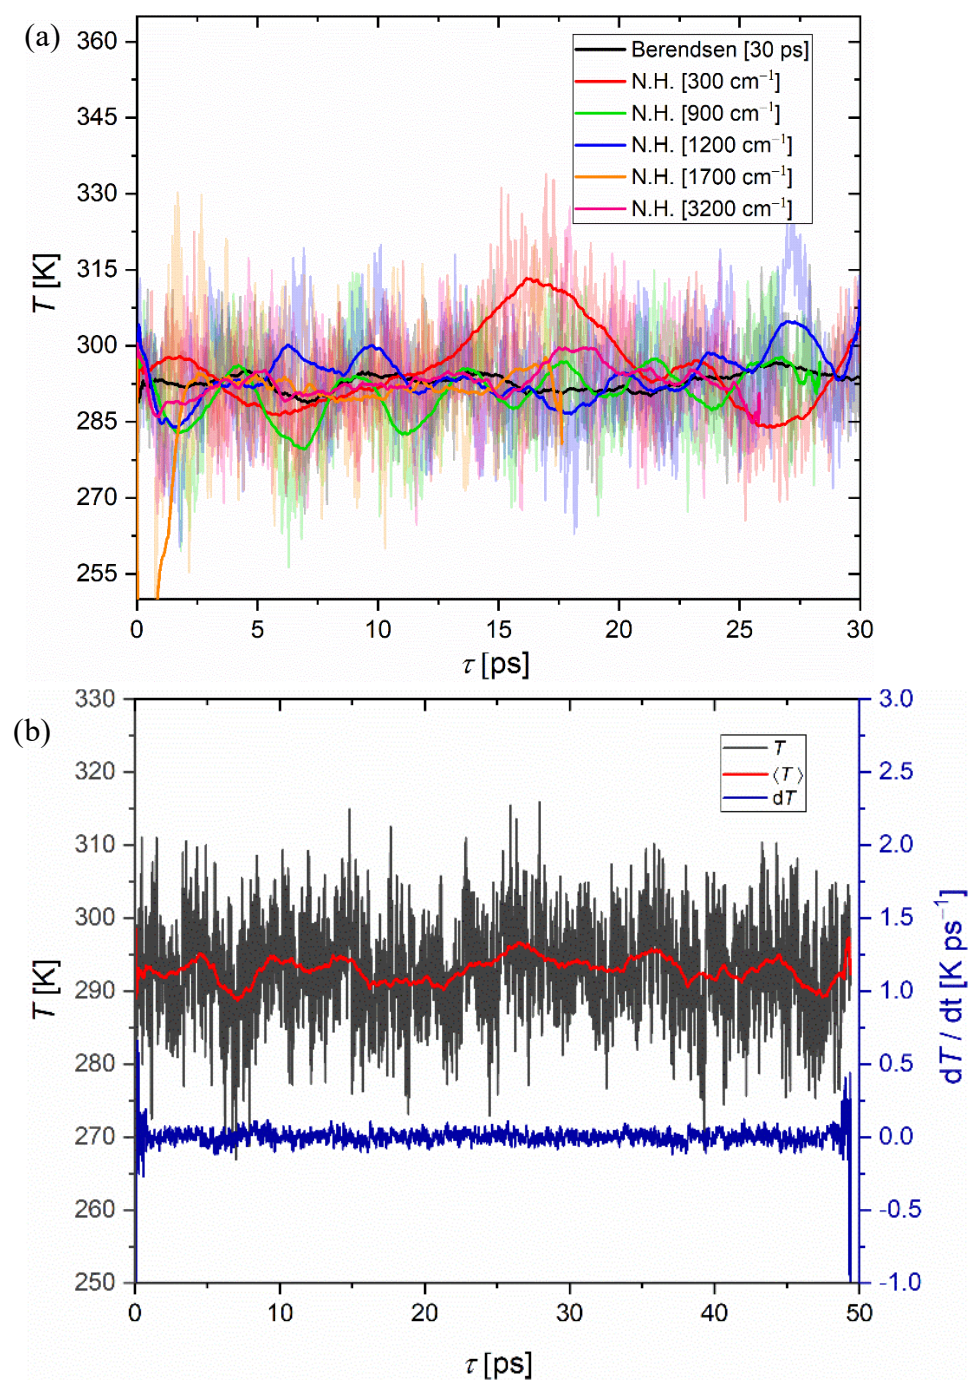 (a)
365
345
330
315
300
285
270
255
T [K]
Berendsen [30 ps]
N.H. [300 cm⁻¹]
N.H. [900 cm⁻¹]
N.H. [1200 cm⁻¹]
N.H. [1700 cm⁻¹]
N.H. [3200 cm⁻¹]
0 5 10 15 20 25 30
τ [ps]
(b)
330
320
310
300
290
280
270
260
250
T [K]
T
⟨T⟩
dT
3.0
2.5
2.0
1.5
1.0
0.5
0.0
-0.5
-1.0
dT / dt [K ps⁻¹]
0 10 20 30 40 50
τ [ps]